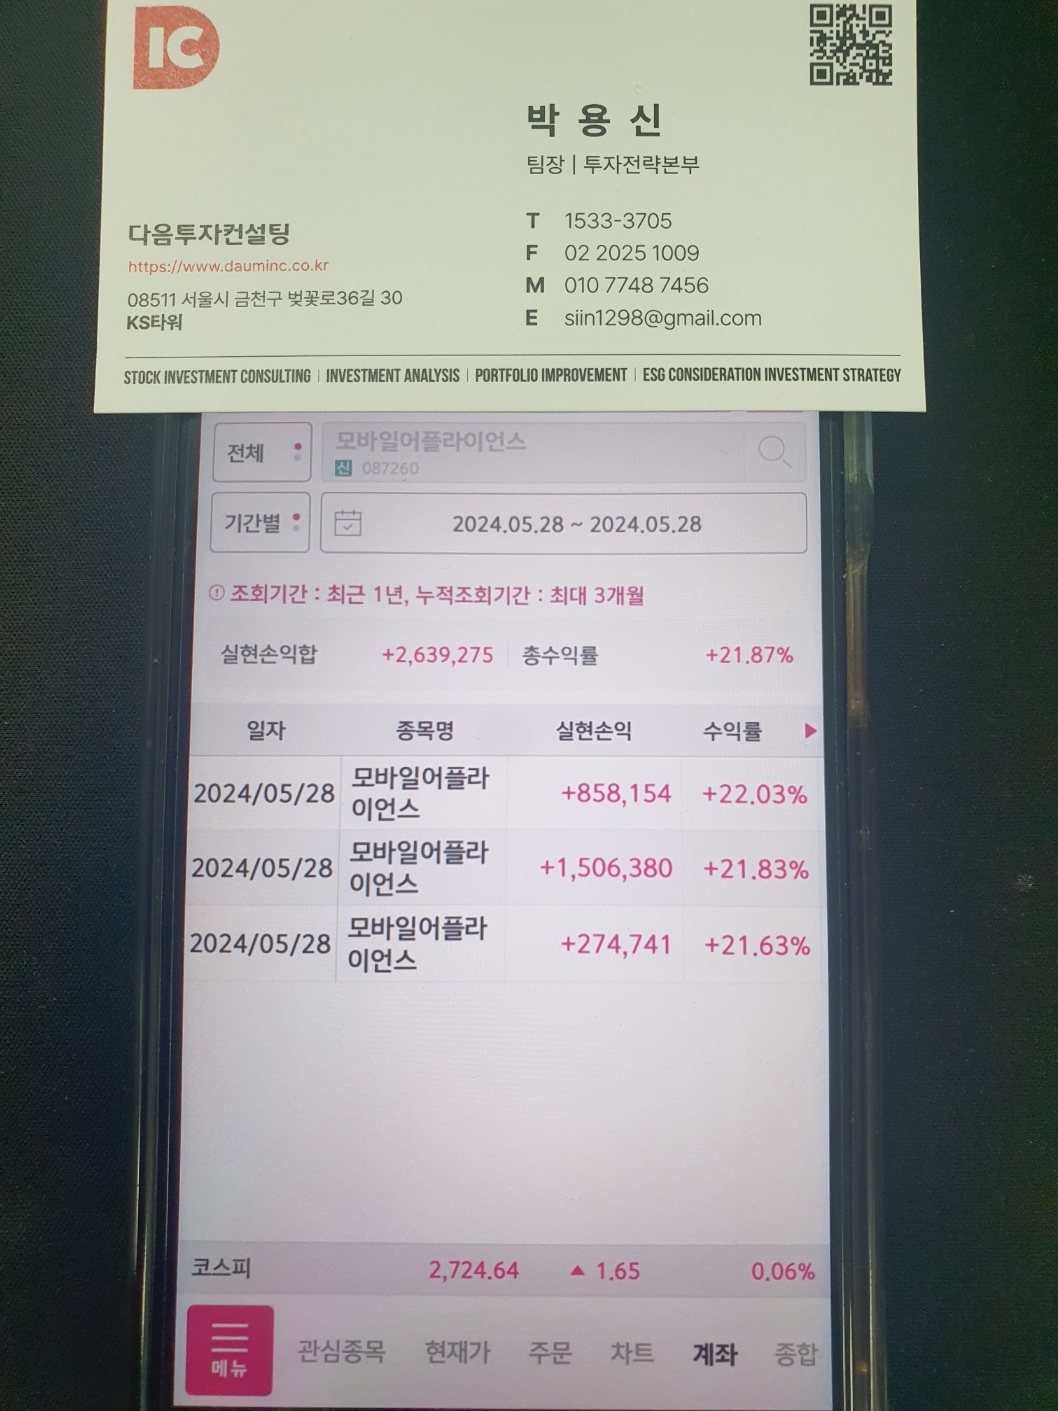 IC
박용신
팀장 | 투자전략본부
다음투자컨설팅
https://www.dauminc.co.kr
08511 서울시 금천구 벚꽃로36길 30
KS타워
T 1533-3705
F 02 2025 1009
M 010 7748 7456
E siin1298@gmail.com
STOCK INVESTMENT CONSULTING | INVESTMENT ANALYSIS | PORTFOLIO IMPROVEMENT | ESG CONSIDERATION INVESTMENT STRATEGY
전체 모바일어플라이언스
신 087260
기간별 2024.05.28 ~ 2024.05.28
조회기간 : 최근 1년, 누적조회기간 : 최대 3개월
실현손익합 +2,639,275 총수익률 +21.87%
일자 종목명 실현손익 수익률
2024/05/28 모바일어플라 +858,154 +22.03%
이언스
2024/05/28 모바일어플라 +1,506,380 +21.83%
이언스
2024/05/28 모바일어플라 +274,741 +21.63%
이언스
코스피 2,724.64 ▲ 1.65 0.06%
메뉴 관심종목 현재가 주문 차트 계좌 종합